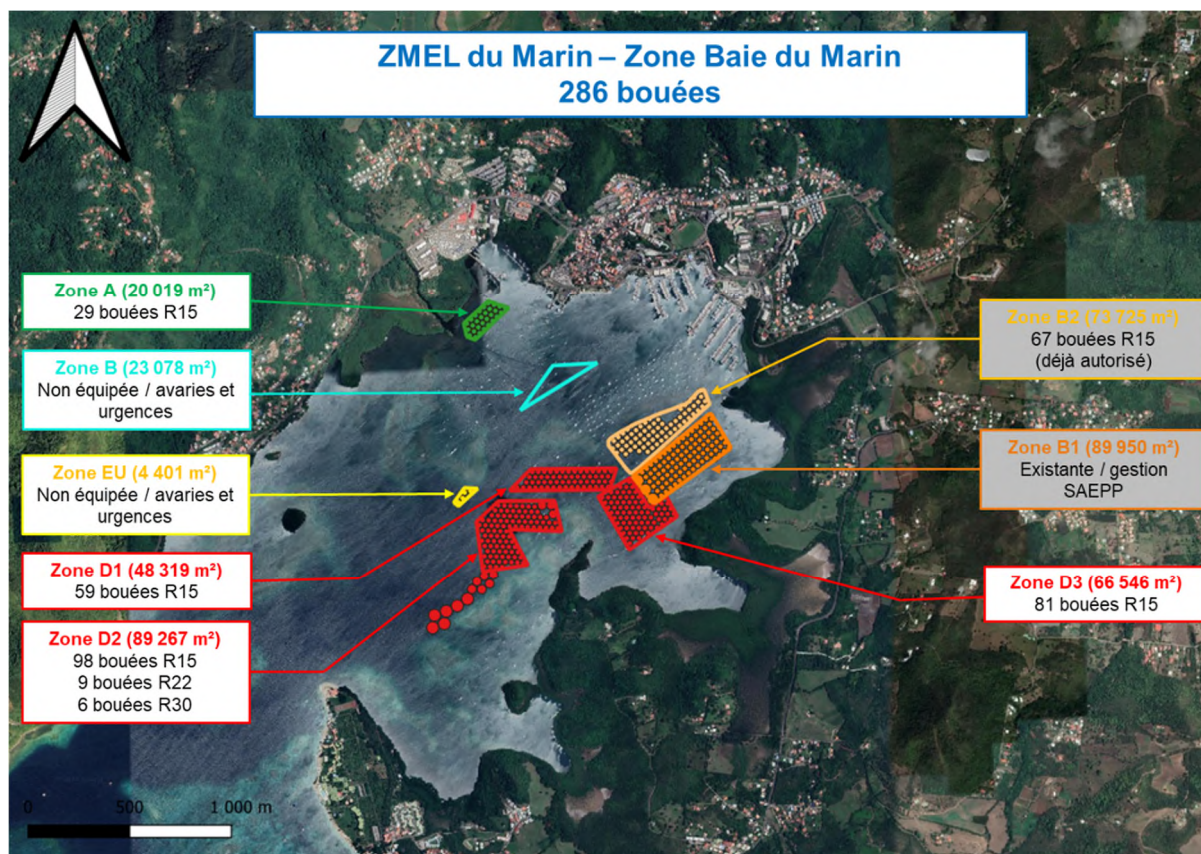 ZMEL du Marin – Zone Baie du Marin
286 bouées
Zone A (20 019 m²)
29 bouées R15
Zone B (23 078 m²)
Non équipée / avaries et
urgences
Zone EU (4 401 m²)
Non équipée / avaries et
urgences
Zone D1 (48 319 m²)
59 bouées R15
Zone D2 (89 267 m²)
98 bouées R15
9 bouées R22
6 bouées R30
Zone B2 (73 725 m²)
67 bouées R15
(déjà autorisé)
Zone B1 (89 950 m²)
Existante / gestion
SAEPP
Zone D3 (66 546 m²)
81 bouées R15
0 500 1 000 m